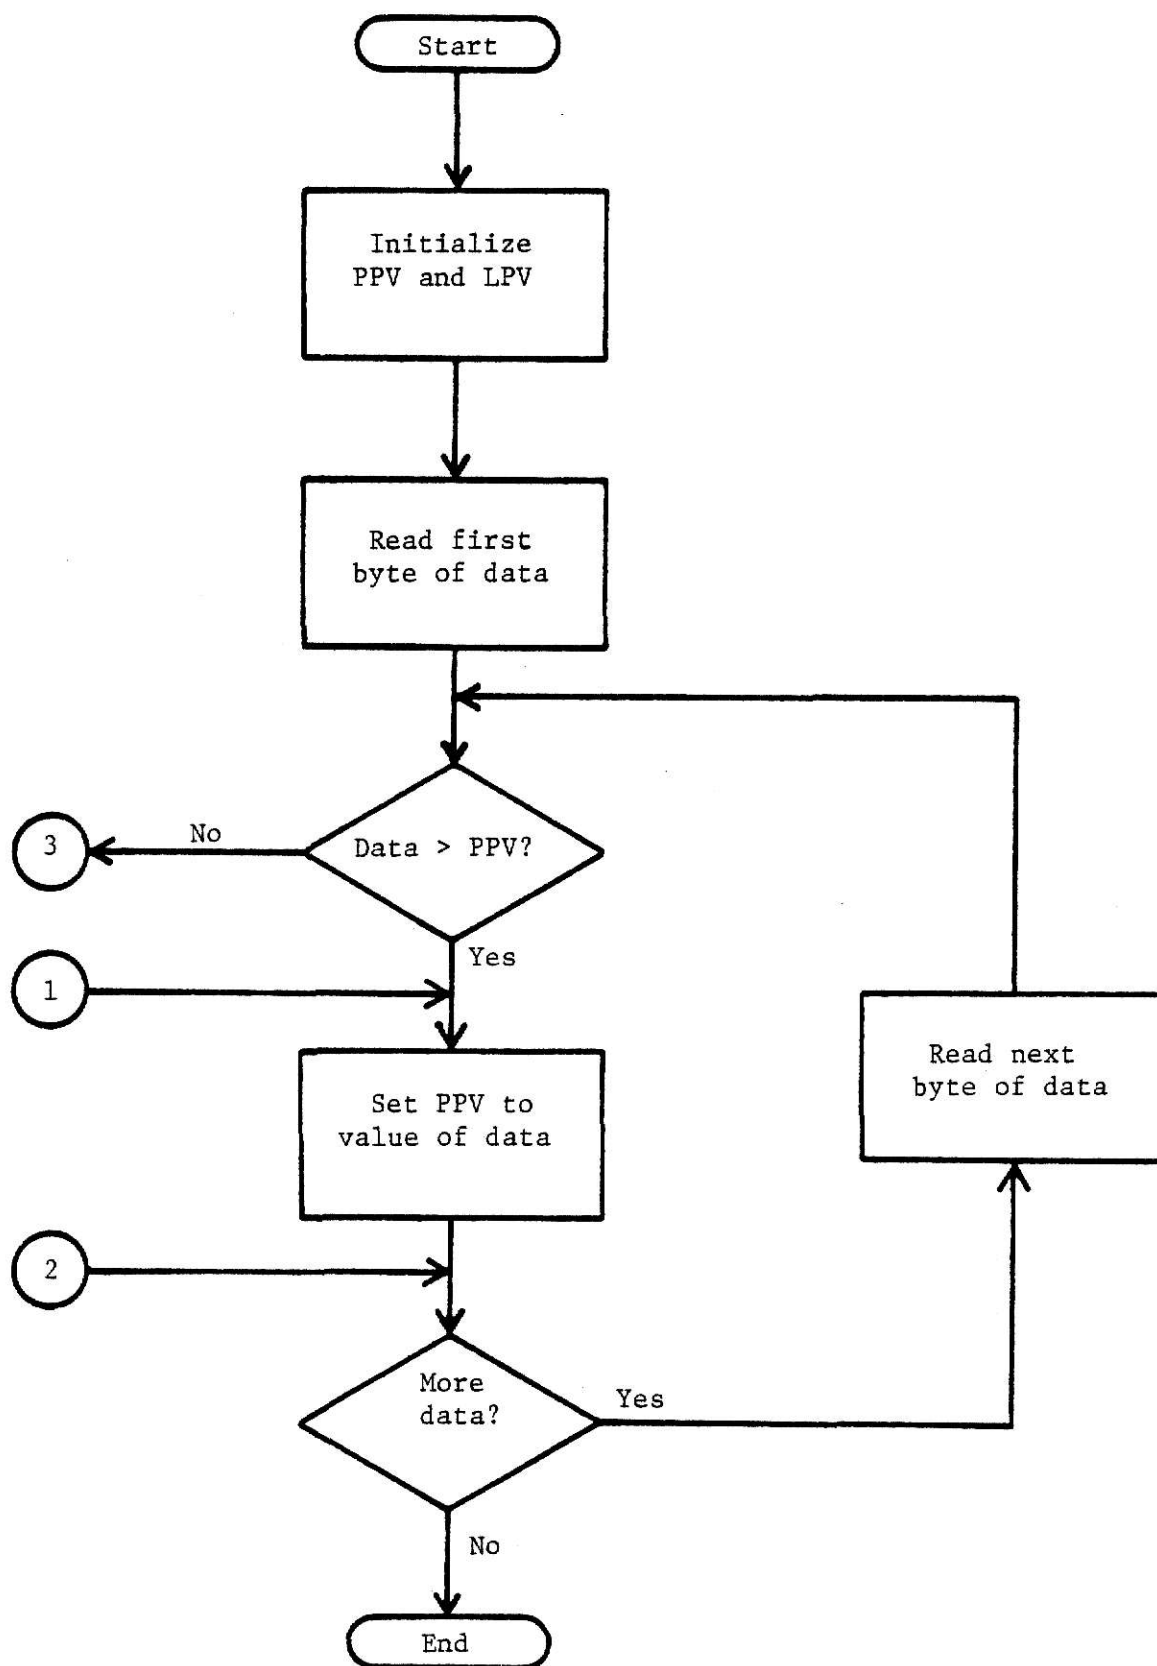 Start
Initialize
PPV and LPV
Read first
byte of data
3
No
Data > PPV?
Yes
1
Read next
byte of data
Set PPV to
value of data
2
More
data?
Yes
No
End